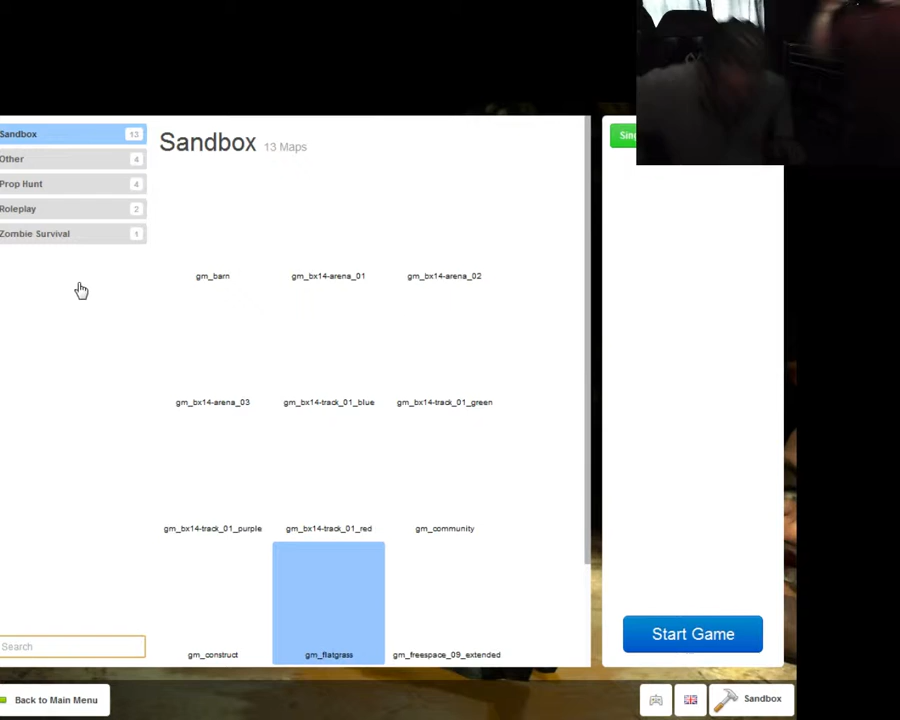 Sandbox 13
Other 4
Prop Hunt 4
Roleplay 2
Zombie Survival 1
Search
Back to Main Menu
Sandbox 13 Maps
gm_barn gm_bx14-arena_01 gm_bx14-arena_02
gm_bx14-arena_03 gm_bx14-track_01_blue gm_bx14-track_01_green
gm_bx14-track_01_purple gm_bx14-track_01_red gm_community
gm_construct gm_flatgrass gm_freespace_09_extended
Start Game
Sandbox